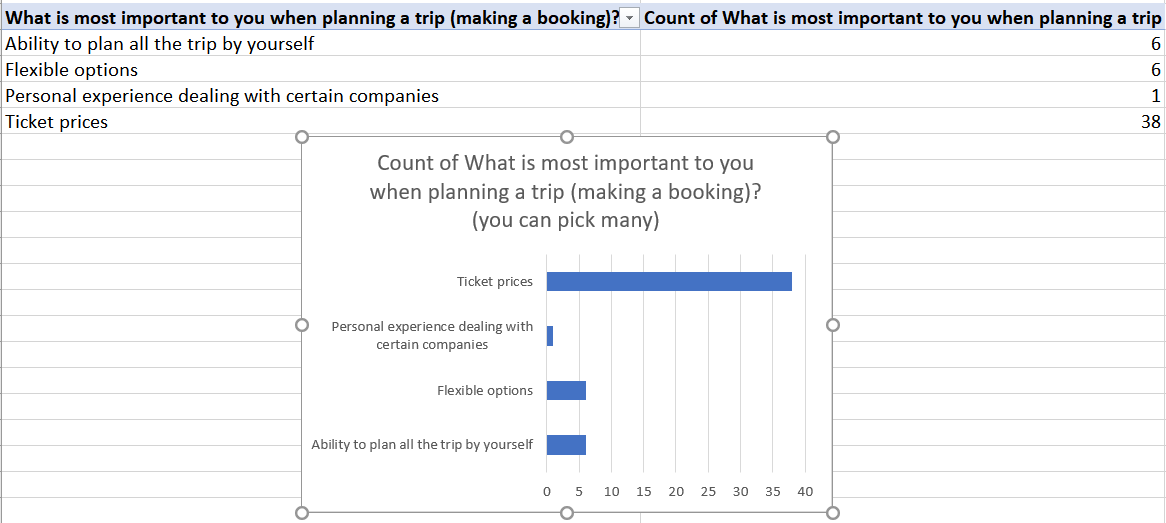 What is most important to you when planning a trip (making a booking)? Count of What is most important to you when planning a trip
Ability to plan all the trip by yourself 6
Flexible options 6
Personal experience dealing with certain companies 1
Ticket prices 38
Count of What is most important to you
when planning a trip (making a booking)?
(you can pick many)
Ticket prices
Personal experience dealing with
certain companies
Flexible options
Ability to plan all the trip by yourself
0 5 10 15 20 25 30 35 40